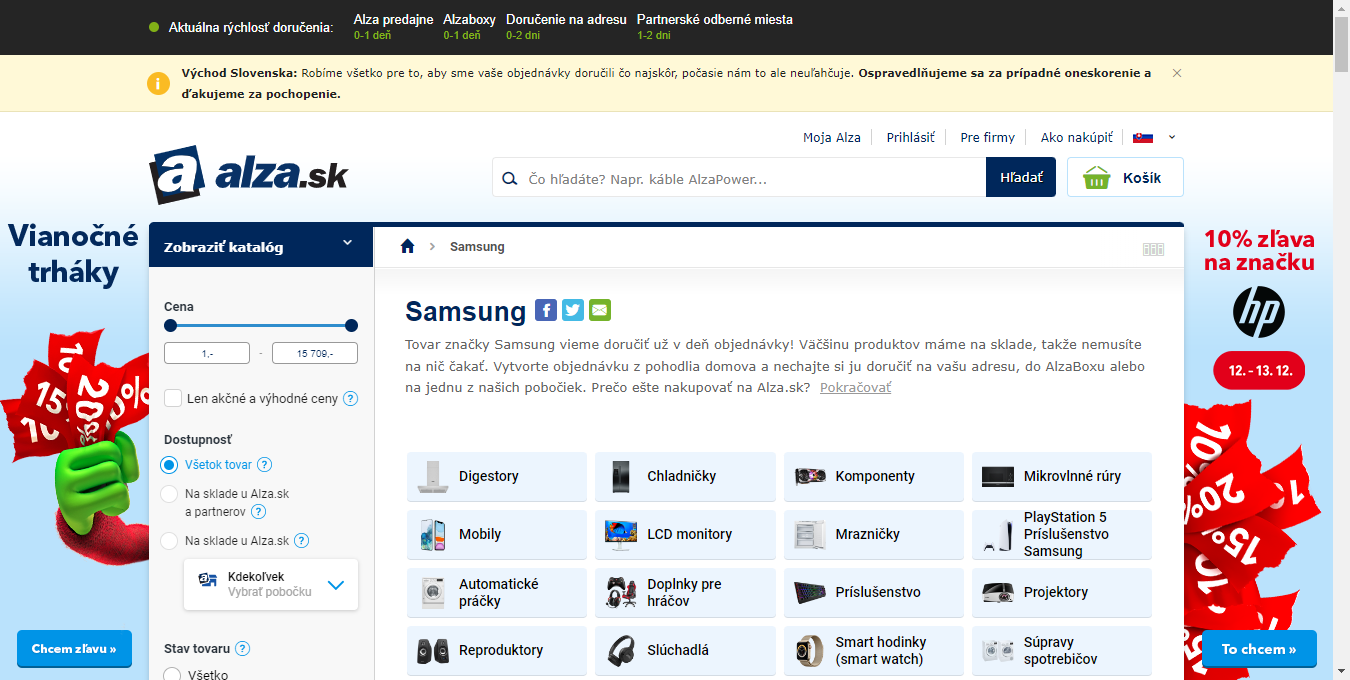 Aktuálna rýchlosť doručenia:
Alza predajne
0-1 deň
Alzaboxy
0-1 deň
Doručenie na adresu
0-2 dni
Partnerské odberné miesta
1-2 dni
Východ Slovenska: Robíme všetko pre to, aby sme vaše objednávky doručili čo najskôr, počasie nám to ale neuľahčuje. Ospravedlňujeme sa za prípadné oneskorenie a
ďakujeme za pochopenie.
Moja Alza
Prihlásiť
Pre firmy
Ako nakúpiť
alza.sk
Čo hľadáte? Napr. káble AlzaPower...
Hľadať
Košík
Vianočné
trháky
15
20%
10
Chcem zľavu »
Zobraziť katalóg
Samsung
Cena
1,-
-
15 709,-
Len akčné a výhodné ceny ?
Dostupnosť
Všetok tovar ?
Na sklade u Alza.sk
a partnerov ?
Na sklade u Alza.sk ?
Kdekoľvek
Vybrať pobočku
Stav tovaru ?
Všetko
Samsung
Tovar značky Samsung vieme doručiť už v deň objednávky! Väčšinu produktov máme na sklade, takže nemusíte
na nič čakať. Vytvorte objednávku z pohodlia domova a nechajte si ju doručiť na vašu adresu, do AlzaBoxu alebo
na jednu z našich pobočiek. Prečo ešte nakupovať na Alza.sk? Pokračovať
Digestory
Chladničky
Komponenty
Mikrovlnné rúry
Mobily
LCD monitory
Mrazničky
PlayStation 5
Príslušenstvo
Samsung
Automatické
práčky
Doplnky pre
hráčov
Príslušenstvo
Projektory
Reproduktory
Slúchadlá
Smart hodinky
(smart watch)
Súpravy
spotrebičov
10% zľava
na značku
hp
12. - 13. 12.
10
20%
15%
10
To chcem »